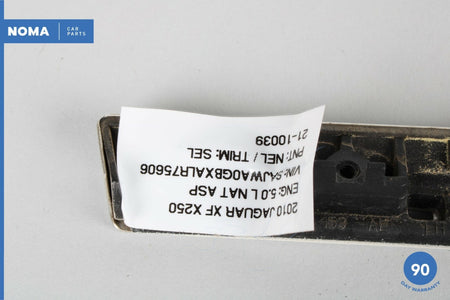 NOMA CAR
PARTS
2010 JAGUAR XF X250
ENG: 5.0 L NAT ASP
VIN: SAJWA0GBXALR75606
PNT: NEL / TRIM: SEL
21-10039
90
DAY WARRANTY